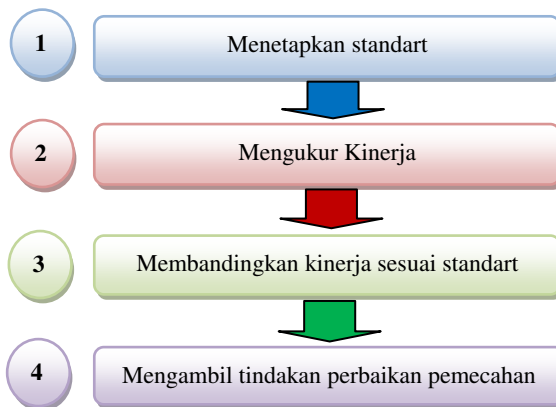 1 Menetapkan standart
2 Mengukur Kinerja
3 Membandingkan kinerja sesuai standart
4 Mengambil tindakan perbaikan pemecahan